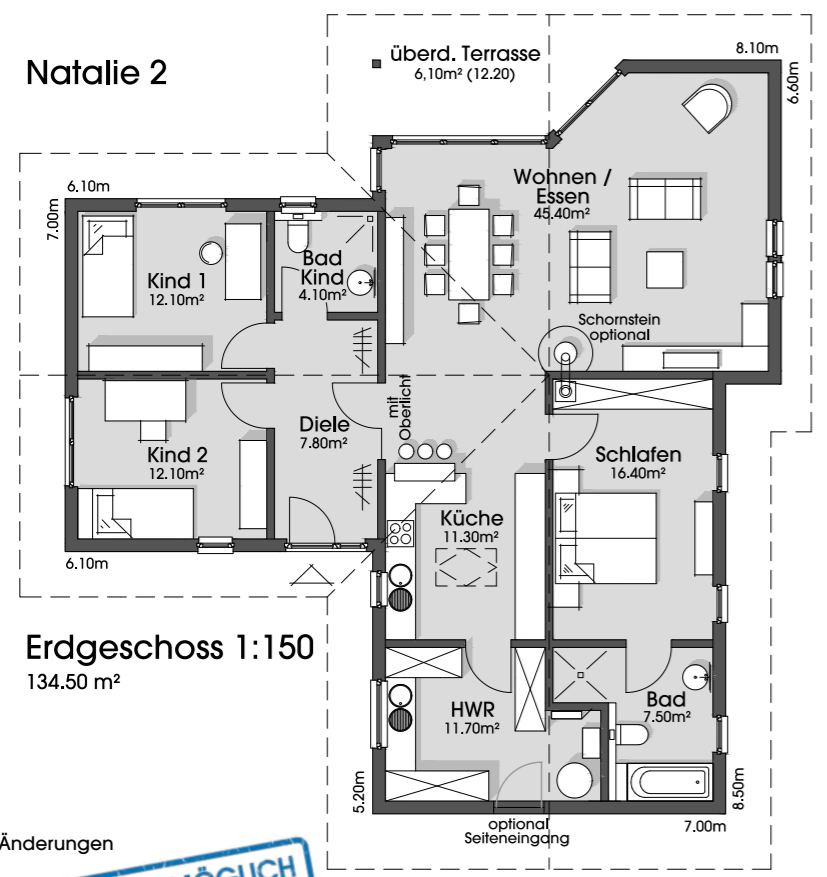 Natalie 2
überd. Terrasse
6,10m² (12.20)
8.10m
6.60m
6.10m
7.00m
Wohnen /
Essen
45.40m²
Kind 1
12.10m²
Bad
Kind
4.10m²
Schornstein
optional
mit
Oberlicht
Diele
7.80m²
Kind 2
12.10m²
Schlafen
16.40m²
Küche
11.30m²
6.10m
Erdgeschoss 1:150
134.50 m²
HWR
11.70m²
Bad
7.50m²
5.20m
8.50m
optional
Seiteneingang
7.00m
Änderungen
MÖGLICH